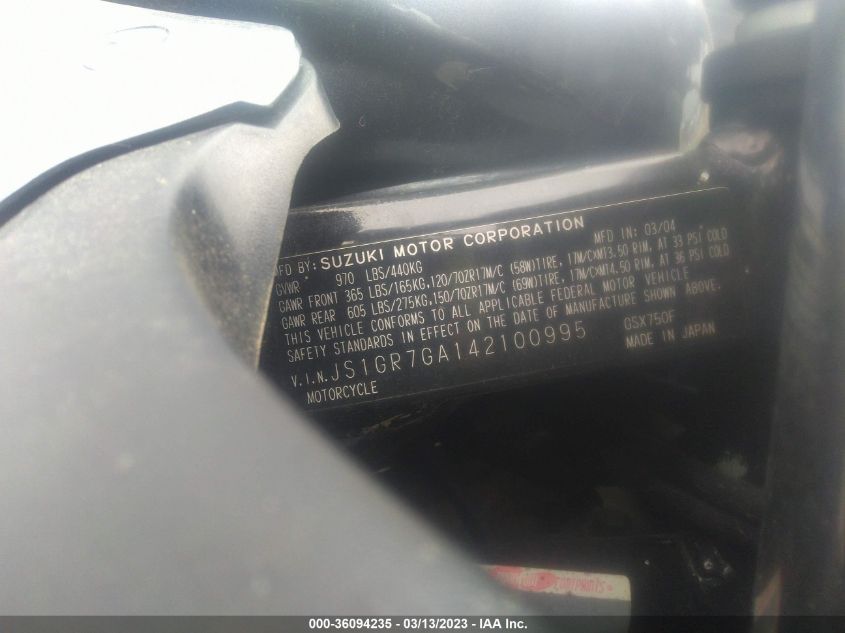 MFD BY: SUZUKI MOTOR CORPORATION MFD IN: 03/04
GVWR 970 LBS/440KG
GAWR FRONT 365 LBS/165KG,120/70ZR17M/C (58W)TIRE, 17M/CXM13.50 RIM, AT 33 PSI COLD
GAWR REAR 605 LBS/275KG,150/70ZR17M/C (69W)TIRE, 17M/CXM14.50 RIM, AT 36 PSI COLD
THIS VEHICLE CONFORMS TO ALL APPLICABLE FEDERAL MOTOR VEHICLE
SAFETY STANDARDS IN EFFECT ON THE DATE OF MANUFACTURE SHOWN ABOVE.
V.I.N.JS1GR7GA142100995 GSX750F
MOTORCYCLE MADE IN JAPAN
000-36094235 - 03/13/2023 - IAA Inc.